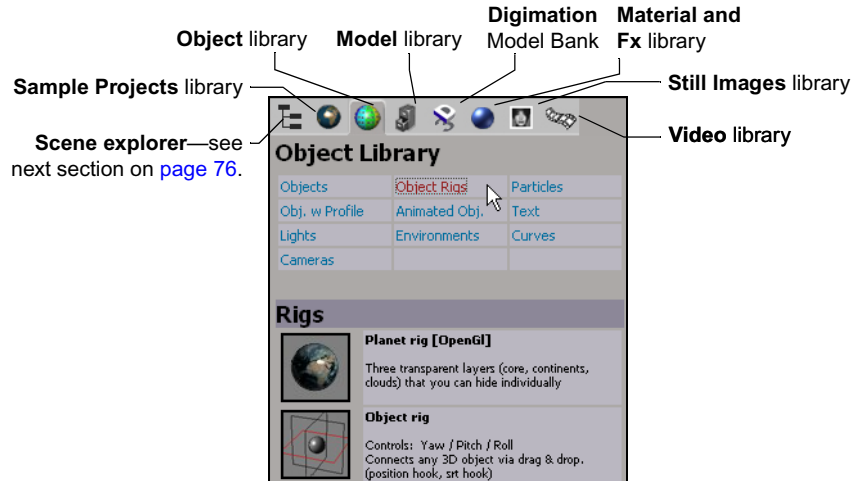 Digimation
Model Bank
Material and
Fx library
Object library
Model library
Sample Projects library
Still Images library
Scene explorer—see
next section on page 76.
Video library
Object Library
Objects Object Rigs Particles
Obj. w Profile Animated Obj. Text
Lights Environments Curves
Cameras
Rigs
Planet rig [OpenGl]
Three transparent layers (core, continents,
clouds) that you can hide individually
Object rig
Controls: Yaw / Pitch / Roll
Connects any 3D object via drag & drop.
(position hook, srt hook)